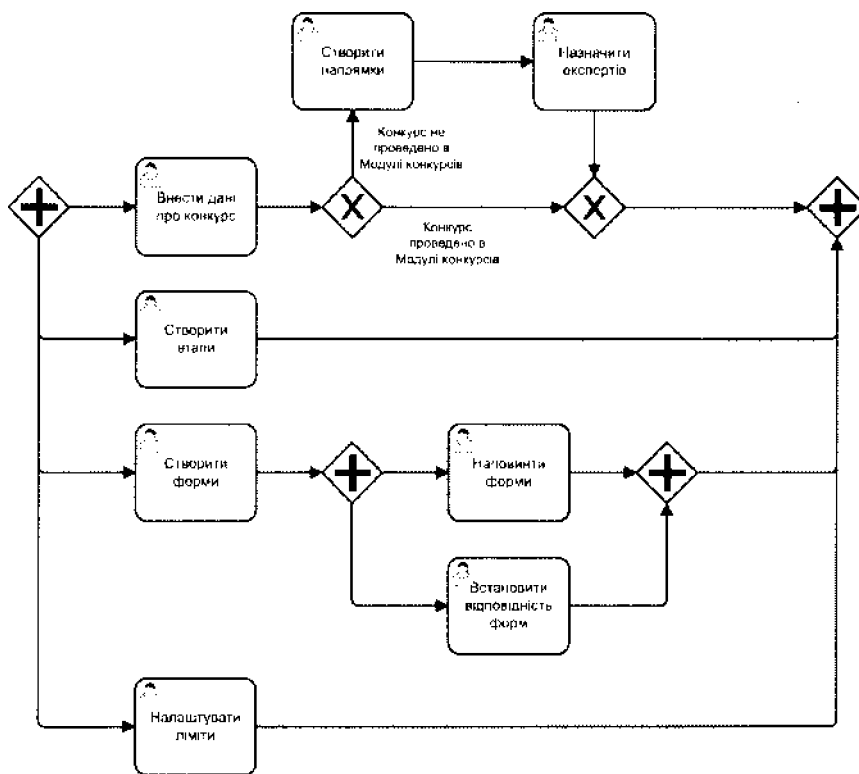 Створити
напрямки
Назначити
експертів
Конкурс не
проведено в
Модулі конкурсів
Внести дані
про конкурс
Конкурс
проведено в
Модулі конкурсів
Створити
етапи
Створити
форми
Наповнити
форми
Встановити
відповідність
форм
Налаштувати
ліміти